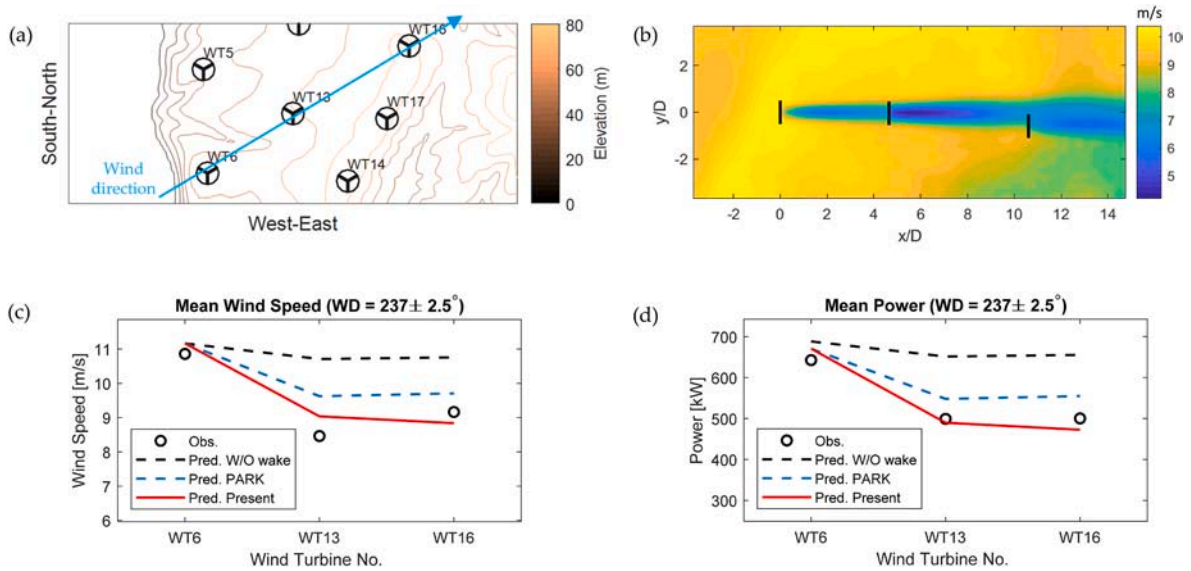 (a)
WT5
WT16
WT13
WT17
WT6
WT14
Wind
direction
South-North
West-East
80
60
40
20
0
Elevation (m)
(b)
m/s
2
0
-2
y/D
-2 0 2 4 6 8 10 12 14
x/D
10
9
8
7
6
5
(c)
Mean Wind Speed (WD = 237± 2.5°)
11
10
9
8
7
6
Wind Speed [m/s]
Obs.
Pred. W/O wake
Pred. PARK
Pred. Present
WT6 WT13 WT16
Wind Turbine No.
(d)
Mean Power (WD = 237± 2.5°)
700
600
500
400
300
Power [kW]
Obs.
Pred. W/O wake
Pred. PARK
Pred. Present
WT6 WT13 WT16
Wind Turbine No.